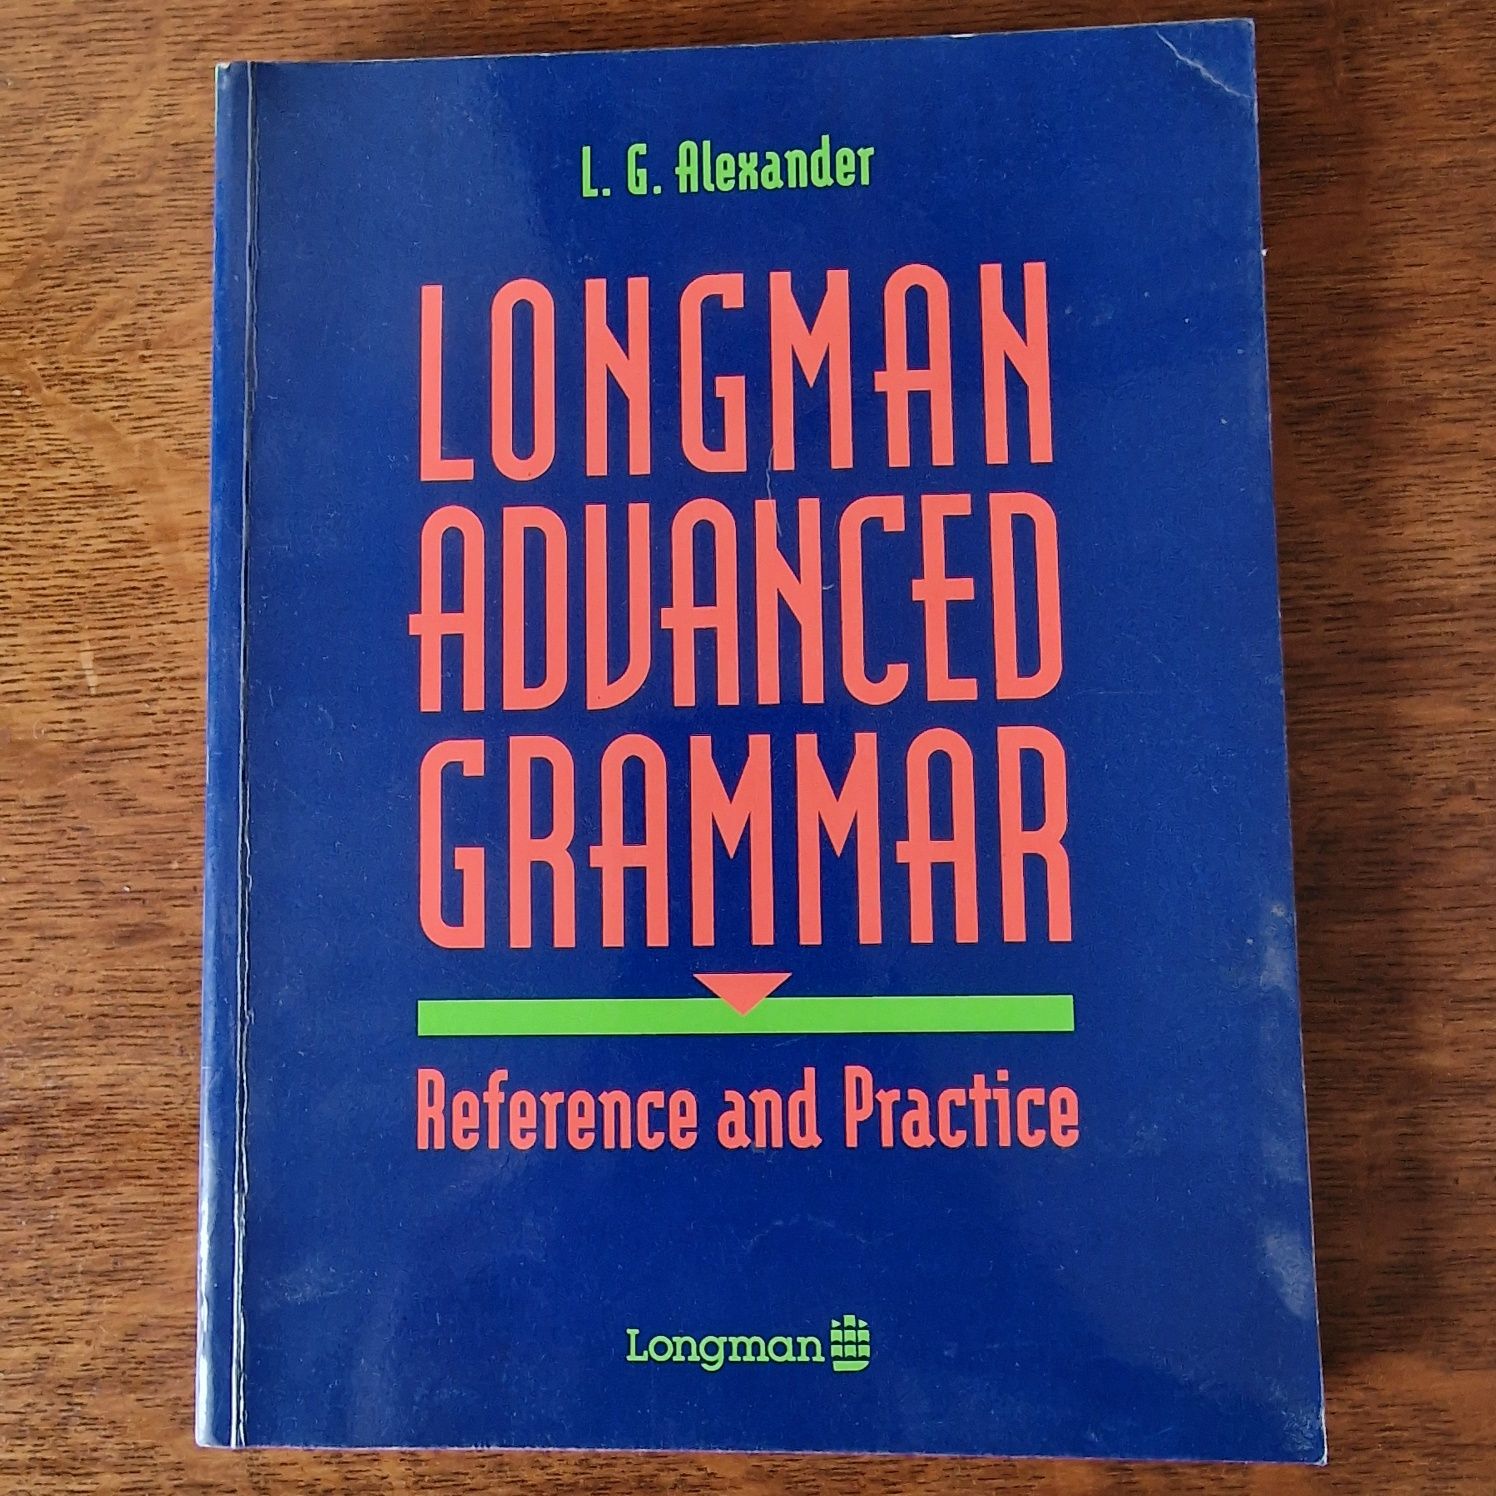 L. G. Alexander
LONGMAN
ADVANCED
GRAMMAR
Reference and Practice
Longman